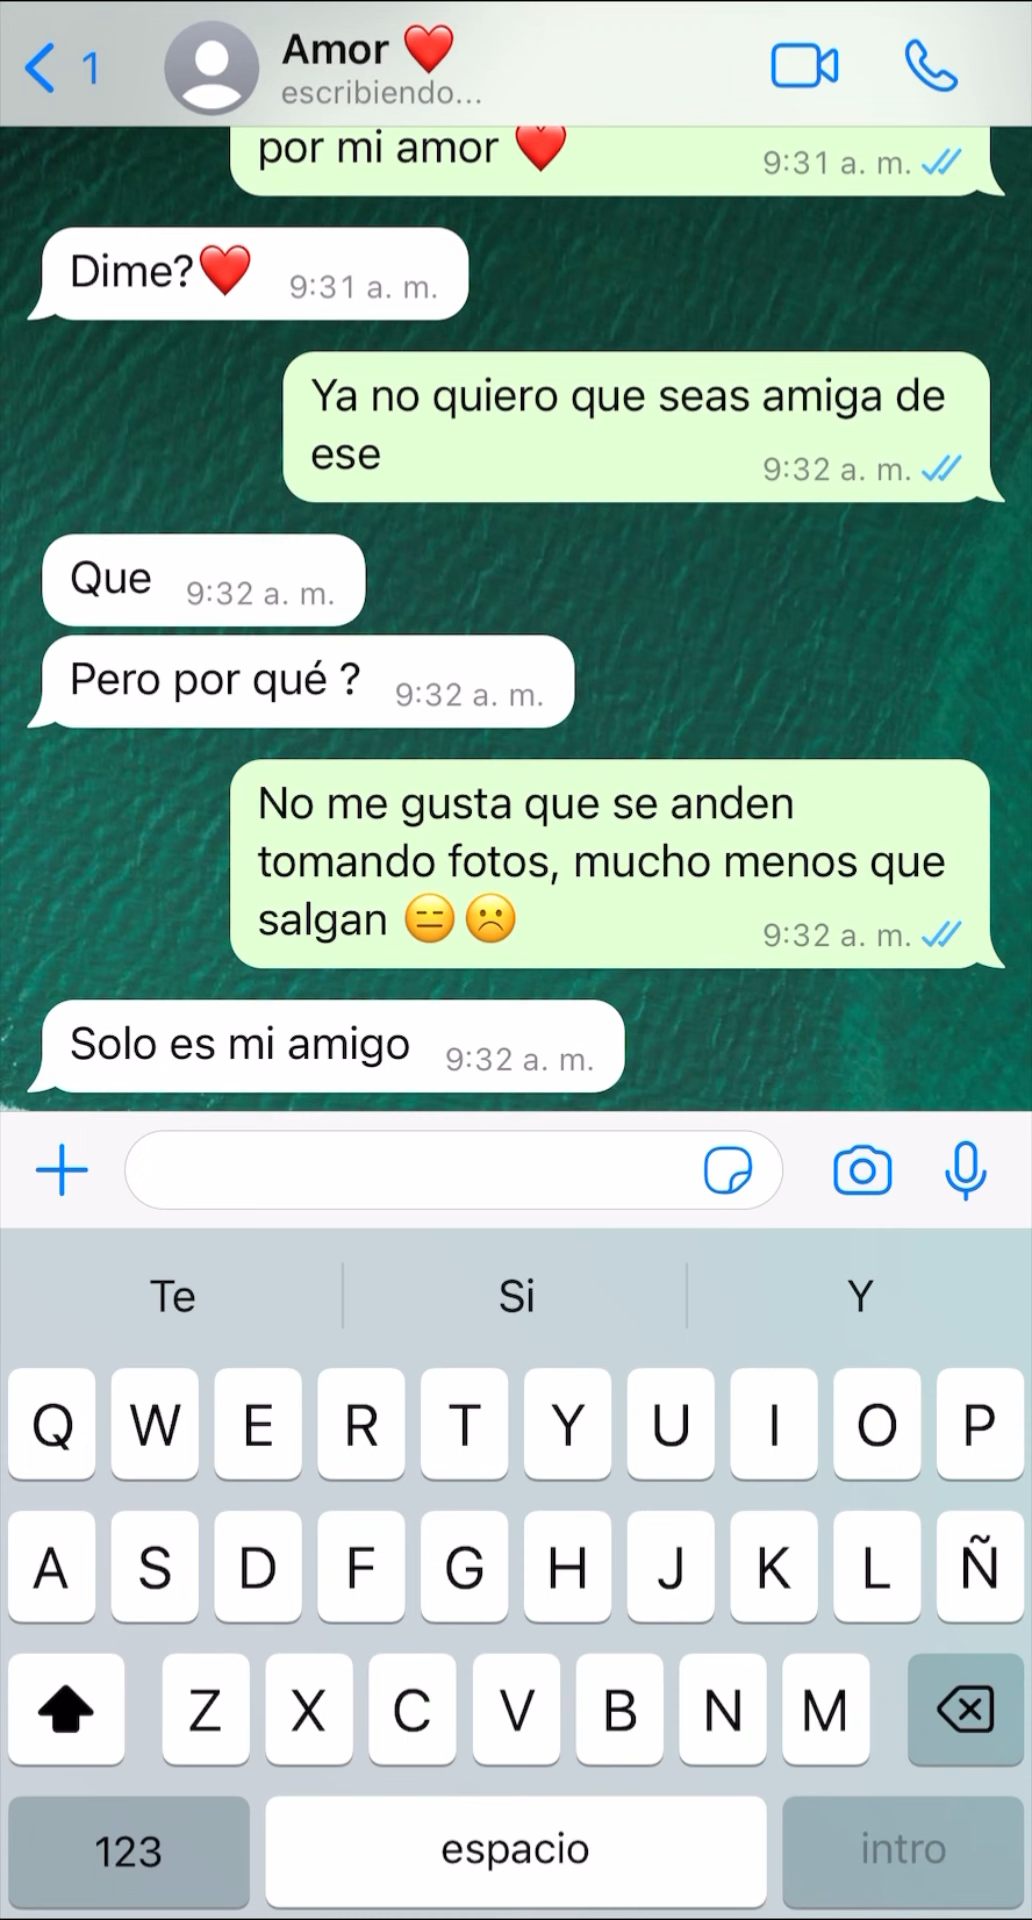 1
Amor ❤️
escribiendo...
por mi amor ❤️
9:31 a. m.
Dime?❤️ 9:31 a. m.
Ya no quiero que seas amiga de
ese 9:32 a. m.
Que 9:32 a. m.
Pero por qué ? 9:32 a. m.
No me gusta que se anden
tomando fotos, mucho menos que
salgan 😑☹️ 9:32 a. m.
Solo es mi amigo 9:32 a. m.
Te Si Y
Q W E R T Y U I O P
A S D F G H J K L Ñ
Z X C V B N M
123 espacio intro